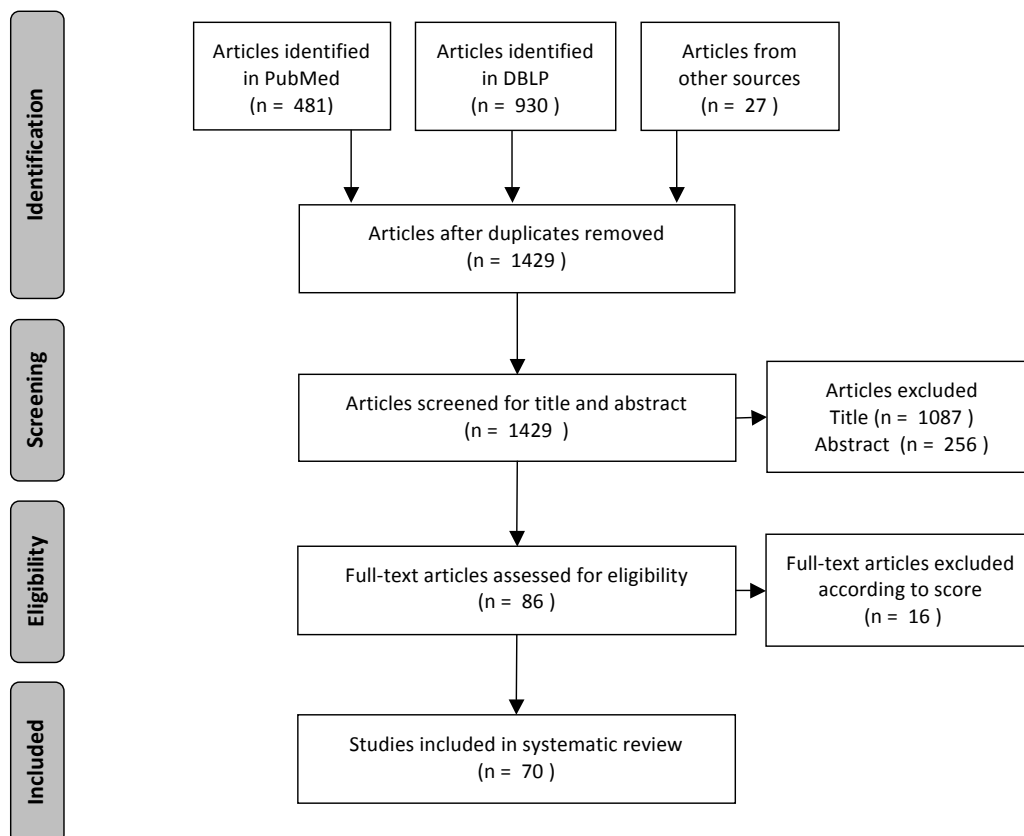 Identification
Articles identified
in PubMed
(n = 481)
Articles identified
in DBLP
(n = 930 )
Articles from
other sources
(n = 27 )
Articles after duplicates removed
(n = 1429 )
Screening
Articles screened for title and abstract
(n = 1429 )
Articles excluded
Title (n = 1087 )
Abstract (n = 256 )
Eligibility
Full-text articles assessed for eligibility
(n = 86 )
Full-text articles excluded
according to score
(n = 16 )
Included
Studies included in systematic review
(n = 70 )